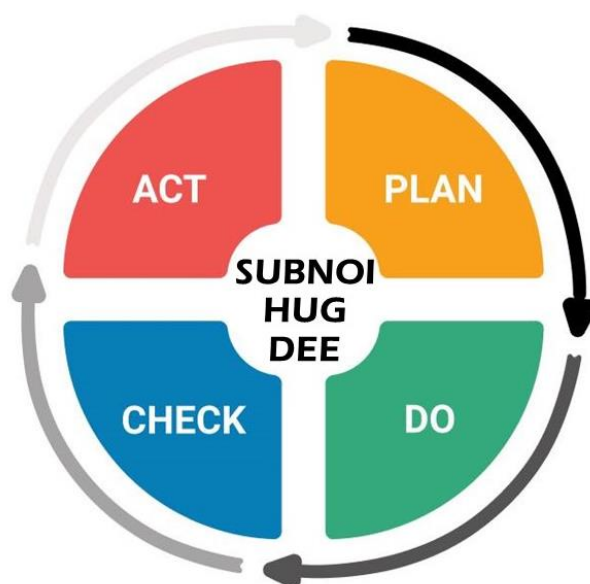 ACT
PLAN
SUBNOI
HUG
DEE
CHECK
DO